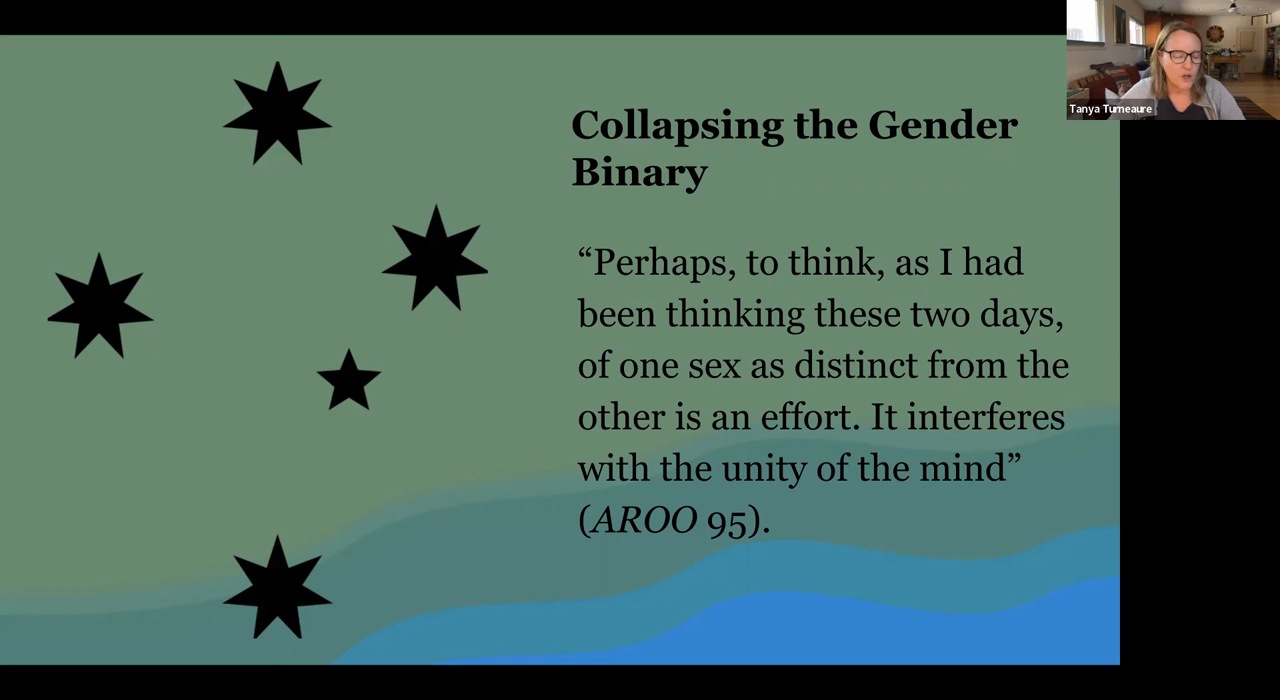 Tanya Turneaure
Collapsing the Gender
Binary
“Perhaps, to think, as I had
been thinking these two days,
of one sex as distinct from the
other is an effort. It interferes
with the unity of the mind”
(AROO 95).